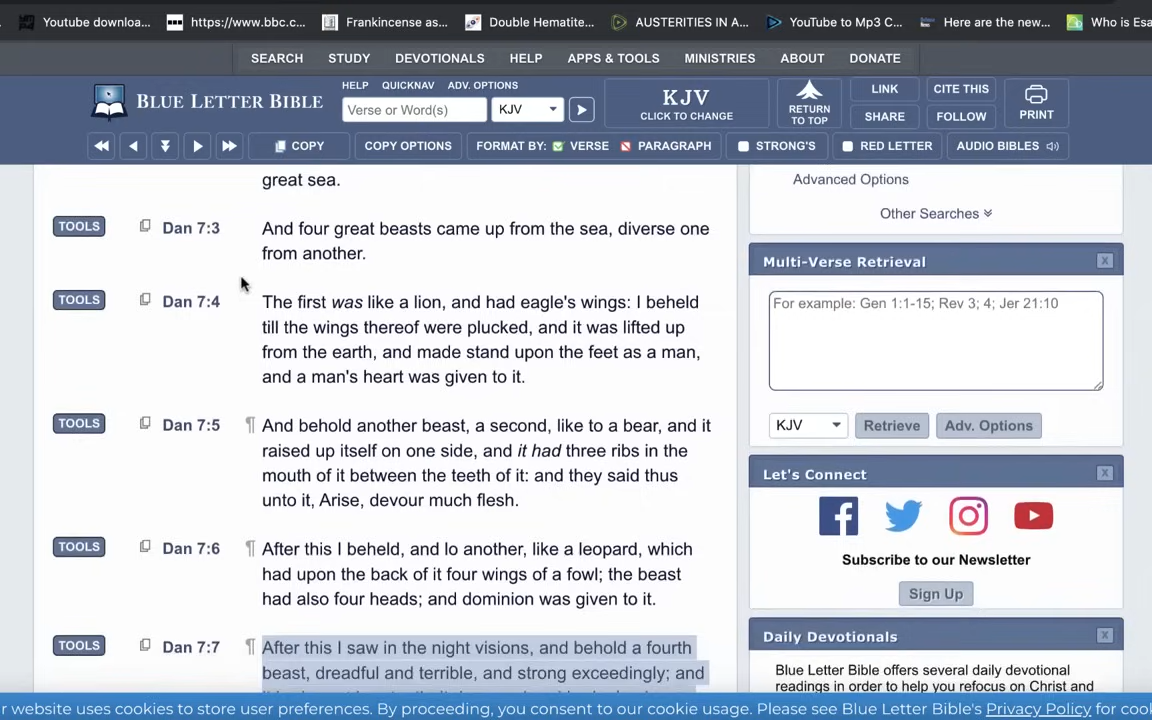 Youtube downloa...
https://www.bbc.c...
Frankincense as...
Double Hematite...
AUSTERITIES IN A...
YouTube to Mp3 C...
Here are the new...
Who is Esa
SEARCH STUDY DEVOTIONALS HELP APPS & TOOLS MINISTRIES ABOUT DONATE
BLUE LETTER BIBLE
HELP QUICKNAV ADV. OPTIONS
Verse or Word(s) KJV
KJV
CLICK TO CHANGE
RETURN
TO TOP
LINK CITE THIS
SHARE FOLLOW
PRINT
COPY COPY OPTIONS FORMAT BY: VERSE PARAGRAPH STRONG'S RED LETTER AUDIO BIBLES
great sea.
TOOLS Dan 7:3 And four great beasts came up from the sea, diverse one
from another.
TOOLS Dan 7:4 The first was like a lion, and had eagle's wings: I beheld
till the wings thereof were plucked, and it was lifted up
from the earth, and made stand upon the feet as a man,
and a man's heart was given to it.
TOOLS Dan 7:5 ¶ And behold another beast, a second, like to a bear, and it
raised up itself on one side, and it had three ribs in the
mouth of it between the teeth of it: and they said thus
unto it, Arise, devour much flesh.
TOOLS Dan 7:6 ¶ After this I beheld, and lo another, like a leopard, which
had upon the back of it four wings of a fowl; the beast
had also four heads; and dominion was given to it.
TOOLS Dan 7:7 ¶ After this I saw in the night visions, and behold a fourth
beast, dreadful and terrible, and strong exceedingly; and
Advanced Options
Other Searches
Multi-Verse Retrieval X
For example: Gen 1:1-15; Rev 3; 4; Jer 21:10
KJV Retrieve Adv. Options
Let's Connect X
Subscribe to our Newsletter
Sign Up
Daily Devotionals X
Blue Letter Bible offers several daily devotional
readings in order to help you refocus on Christ and
r website uses cookies to store user preferences. By proceeding, you consent to our cookie usage. Please see Blue Letter Bible's Privacy Policy for cook